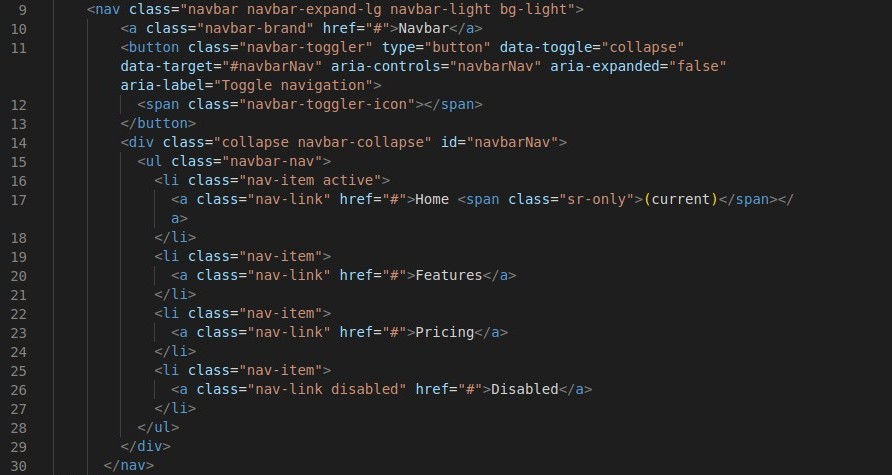 9 <nav class="navbar navbar-expand-lg navbar-light bg-light">
10 <a class="navbar-brand" href="#">Navbar</a>
11 <button class="navbar-toggler" type="button" data-toggle="collapse"
data-target="#navbarNav" aria-controls="navbarNav" aria-expanded="false"
aria-label="Toggle navigation">
12 <span class="navbar-toggler-icon"></span>
13 </button>
14 <div class="collapse navbar-collapse" id="navbarNav">
15 <ul class="navbar-nav">
16 <li class="nav-item active">
17 <a class="nav-link" href="#">Home <span class="sr-only">(current)</span></
a>
18 </li>
19 <li class="nav-item">
20 <a class="nav-link" href="#">Features</a>
21 </li>
22 <li class="nav-item">
23 <a class="nav-link" href="#">Pricing</a>
24 </li>
25 <li class="nav-item">
26 <a class="nav-link disabled" href="#">Disabled</a>
27 </li>
28 </ul>
29 </div>
30 </nav>